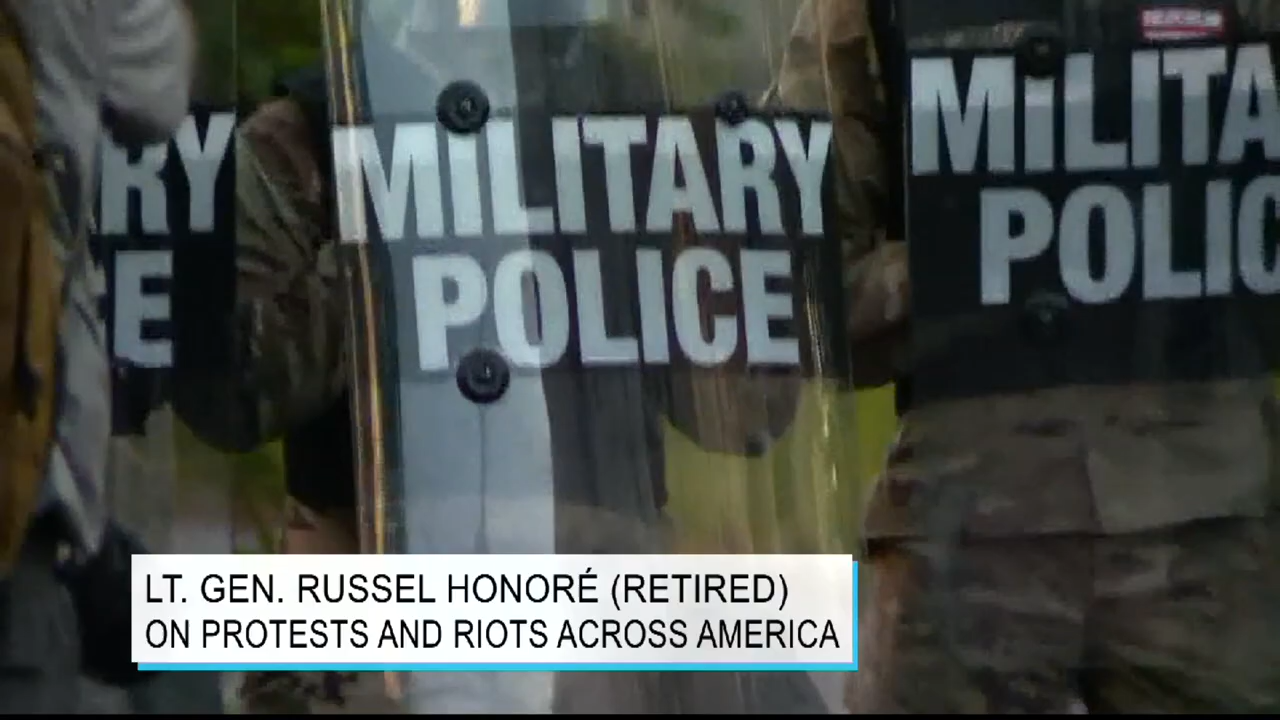 RY
E
MILITARY
POLICE
MILITA
POLIC
LT. GEN. RUSSEL HONORÉ (RETIRED)
ON PROTESTS AND RIOTS ACROSS AMERICA